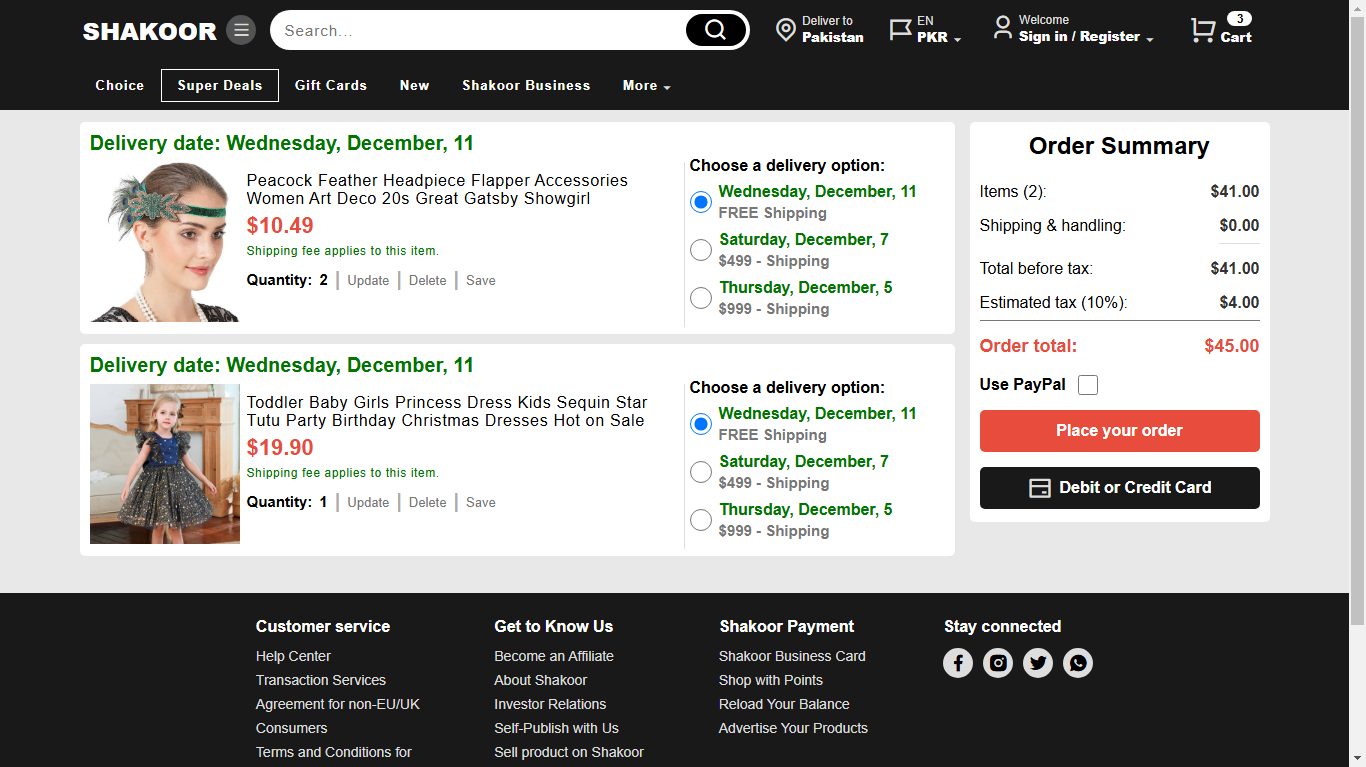 SHAKOOR
Search...
Deliver to
Pakistan
EN
PKR
Welcome
Sign in / Register
3
Cart
Choice
Super Deals
Gift Cards
New
Shakoor Business
More
Delivery date: Wednesday, December, 11
Peacock Feather Headpiece Flapper Accessories
Women Art Deco 20s Great Gatsby Showgirl
$10.49
Shipping fee applies to this item.
Quantity: 2 | Update | Delete | Save
Choose a delivery option:
Wednesday, December, 11
FREE Shipping
Saturday, December, 7
$499 - Shipping
Thursday, December, 5
$999 - Shipping
Delivery date: Wednesday, December, 11
Toddler Baby Girls Princess Dress Kids Sequin Star
Tutu Party Birthday Christmas Dresses Hot on Sale
$19.90
Shipping fee applies to this item.
Quantity: 1 | Update | Delete | Save
Choose a delivery option:
Wednesday, December, 11
FREE Shipping
Saturday, December, 7
$499 - Shipping
Thursday, December, 5
$999 - Shipping
Order Summary
Items (2): $41.00
Shipping & handling: $0.00
Total before tax: $41.00
Estimated tax (10%): $4.00
Order total: $45.00
Use PayPal
Place your order
Debit or Credit Card
Customer service
Help Center
Transaction Services
Agreement for non-EU/UK
Consumers
Terms and Conditions for
Get to Know Us
Become an Affiliate
About Shakoor
Investor Relations
Self-Publish with Us
Sell product on Shakoor
Shakoor Payment
Shakoor Business Card
Shop with Points
Reload Your Balance
Advertise Your Products
Stay connected